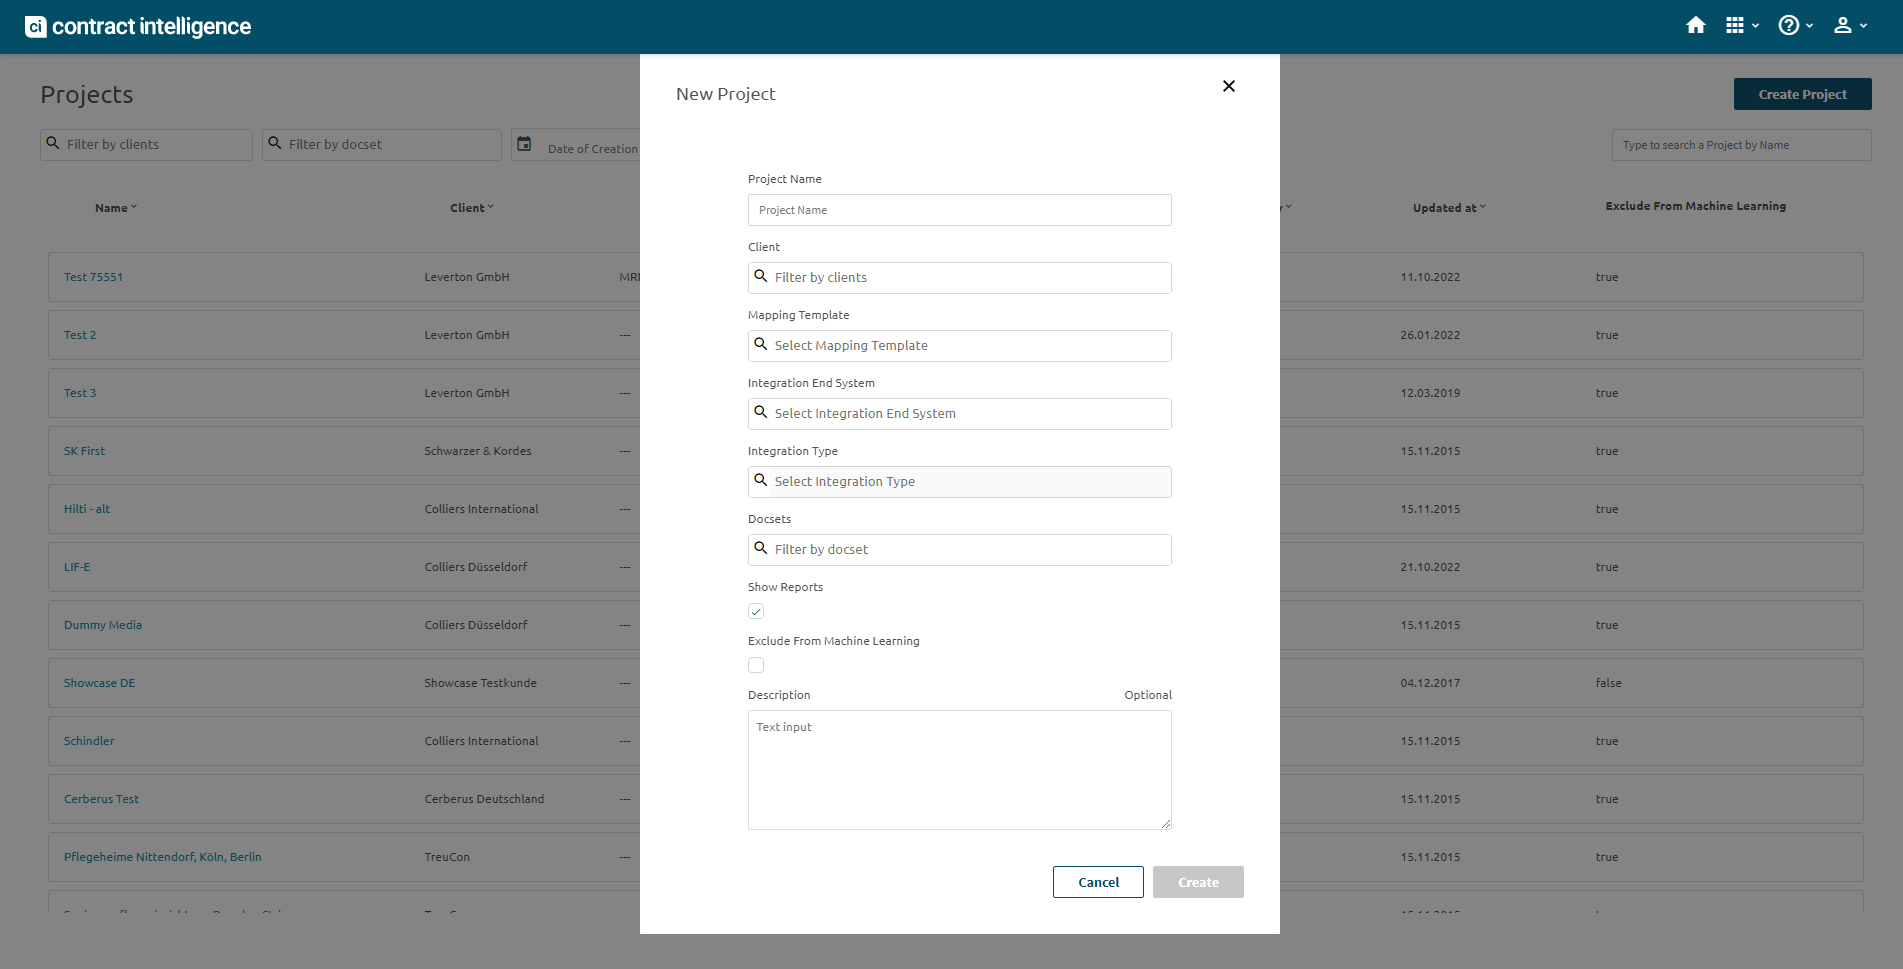 ci contract intelligence
Projects
Create Project
Filter by clients
Filter by docset
Date of Creation
Type to search a Project by Name
Name
Client
Updated at
Exclude From Machine Learning
Test 75551 Leverton GmbH 11.10.2022 true
Test 2 Leverton GmbH --- 26.01.2022 true
Test 3 Leverton GmbH --- 12.03.2019 true
SK First Schwarzer & Kordes --- 15.11.2015 true
Hilti - alt Colliers International --- 15.11.2015 true
LIF-E Colliers Düsseldorf --- 21.10.2022 true
Dummy Media Colliers Düsseldorf --- 15.11.2015 true
Showcase DE Showcase Testkunde --- 04.12.2017 false
Schindler Colliers International --- 15.11.2015 true
Cerberus Test Cerberus Deutschland --- 15.11.2015 true
Pflegeheime Nittendorf, Köln, Berlin TreuCon --- 15.11.2015 true
New Project
Project Name
Project Name
Client
Filter by clients
Mapping Template
Select Mapping Template
Integration End System
Select Integration End System
Integration Type
Select Integration Type
Docsets
Filter by docset
Show Reports
Exclude From Machine Learning
Description Optional
Text input
Cancel Create